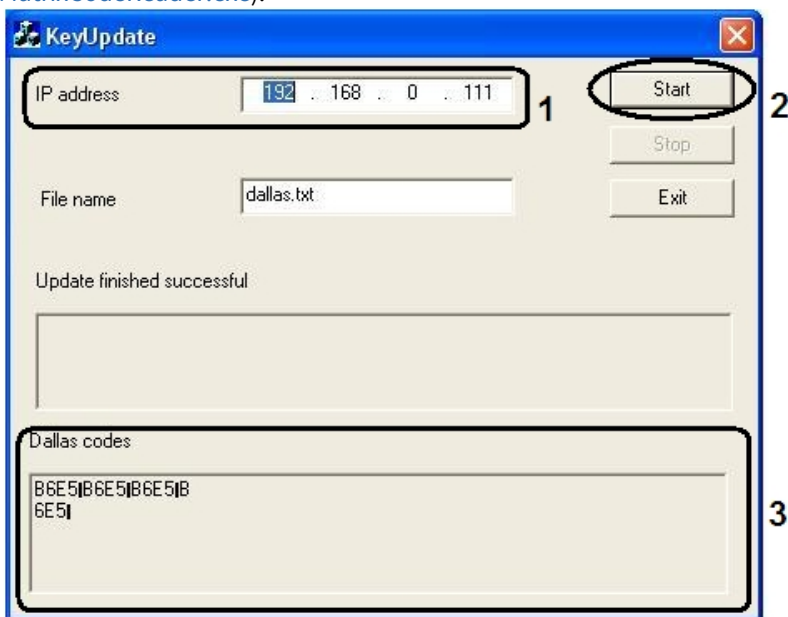 KeyUpdate
IP address 192 . 168 . 0 . 111 1
Start 2
Stop
File name dallas.txt
Exit
Update finished successful
Dallas codes
B6E5|B6E5|B6E5|B
6E5|
3